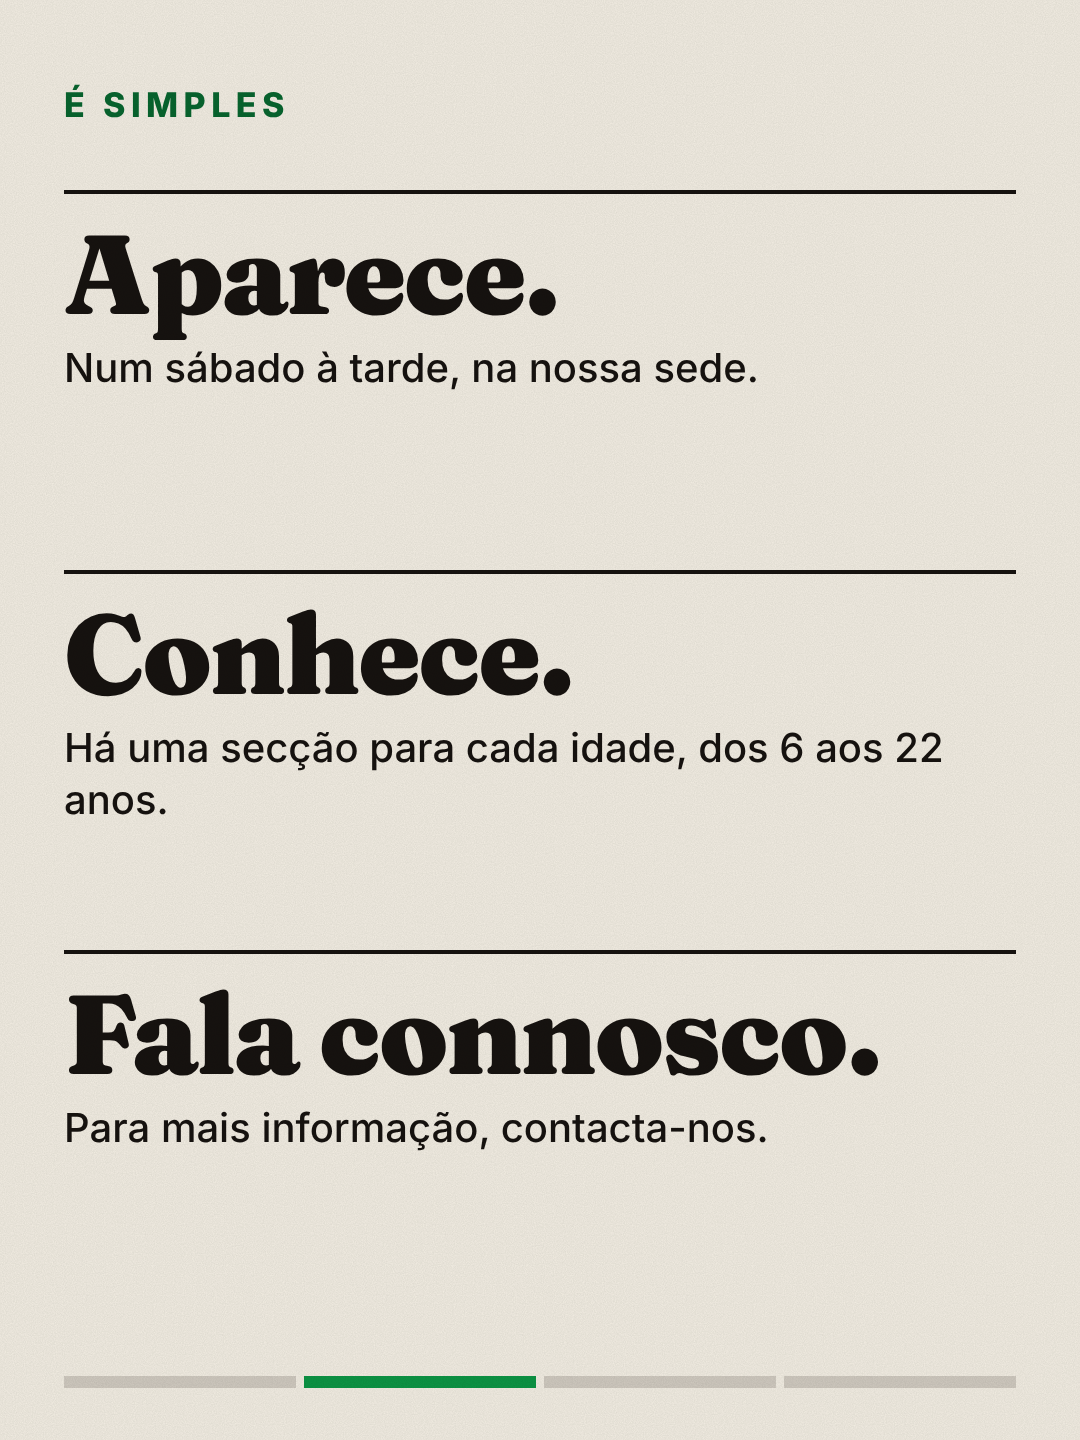 É SIMPLES
Aparece.
Num sábado à tarde, na nossa sede.
Conhece.
Há uma secção para cada idade, dos 6 aos 22
anos.
Fala connosco.
Para mais informação, contacta-nos.